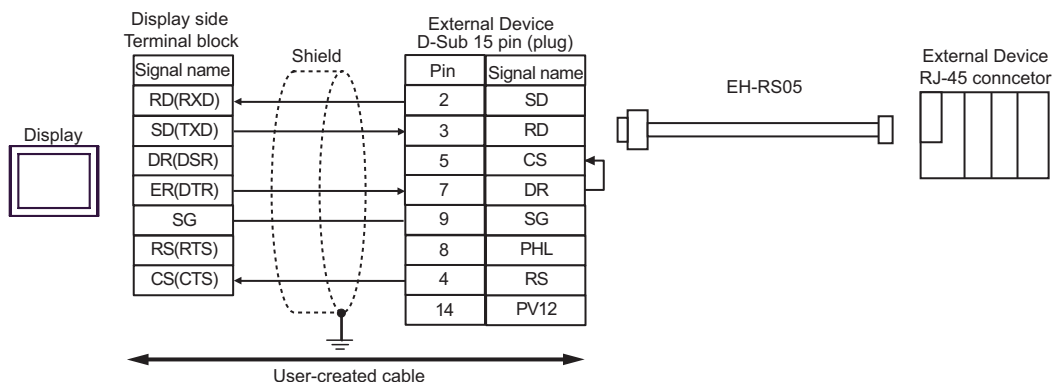 Display side
Terminal block
External Device
D-Sub 15 pin (plug)
Shield
EH-RS05
External Device
RJ-45 conncetor
Display
Signal name
Pin
Signal name
RD(RXD)
2
SD
SD(TXD)
3
RD
DR(DSR)
5
CS
ER(DTR)
7
DR
SG
9
SG
RS(RTS)
8
PHL
CS(CTS)
4
RS
14
PV12
User-created cable